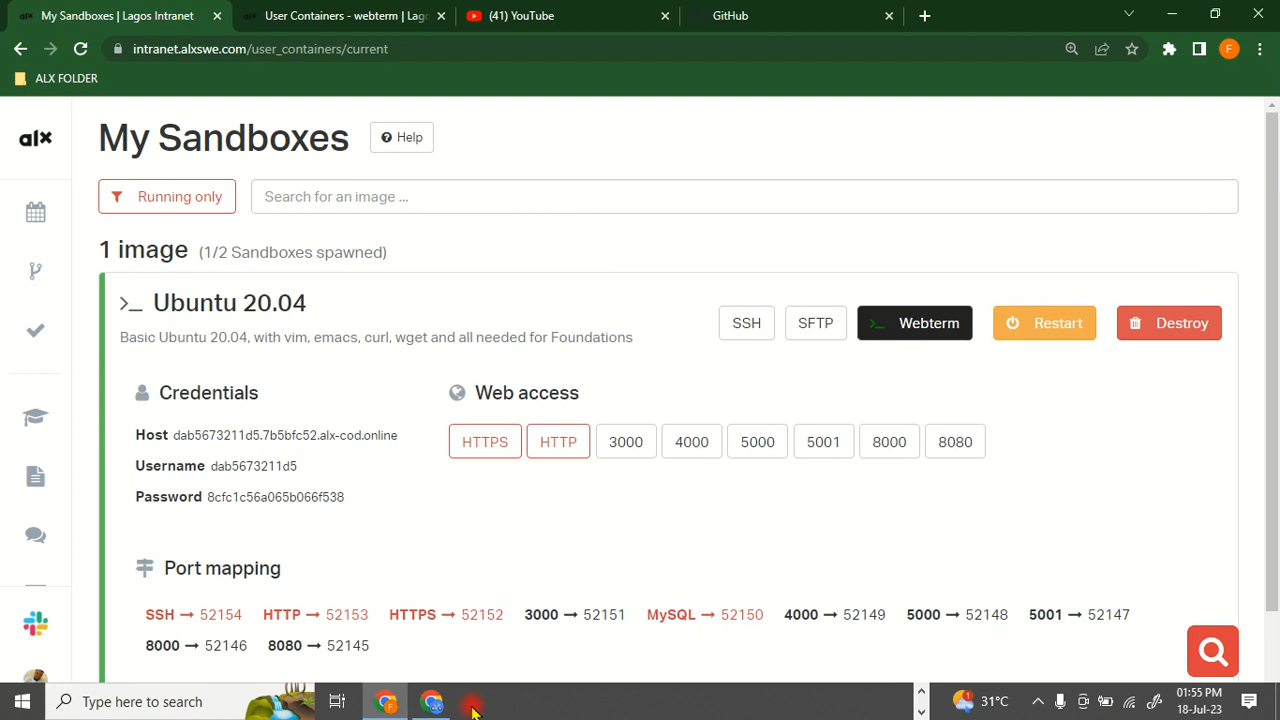 My Sandboxes | Lagos Intranet
User Containers - webterm | Lag
(41) YouTube
GitHub
intranet.alxswe.com/user_containers/current
F
ALX FOLDER
alx
My Sandboxes
? Help
Running only
Search for an image ...
1 image (1/2 Sandboxes spawned)
>_ Ubuntu 20.04
Basic Ubuntu 20.04, with vim, emacs, curl, wget and all needed for Foundations
SSH
SFTP
>_ Webterm
Restart
Destroy
Credentials
Host dab5673211d5.7b5bfc52.alx-cod.online
Username dab5673211d5
Password 8cfc1c56a065b066f538
Web access
HTTPS HTTP 3000 4000 5000 5001 8000 8080
Port mapping
SSH → 52154 HTTP → 52153 HTTPS → 52152 3000 → 52151 MySQL → 52150 4000 → 52149 5000 → 52148 5001 → 52147
8000 → 52146 8080 → 52145
Type here to search
F
1
31°C
01:55 PM
18-Jul-23